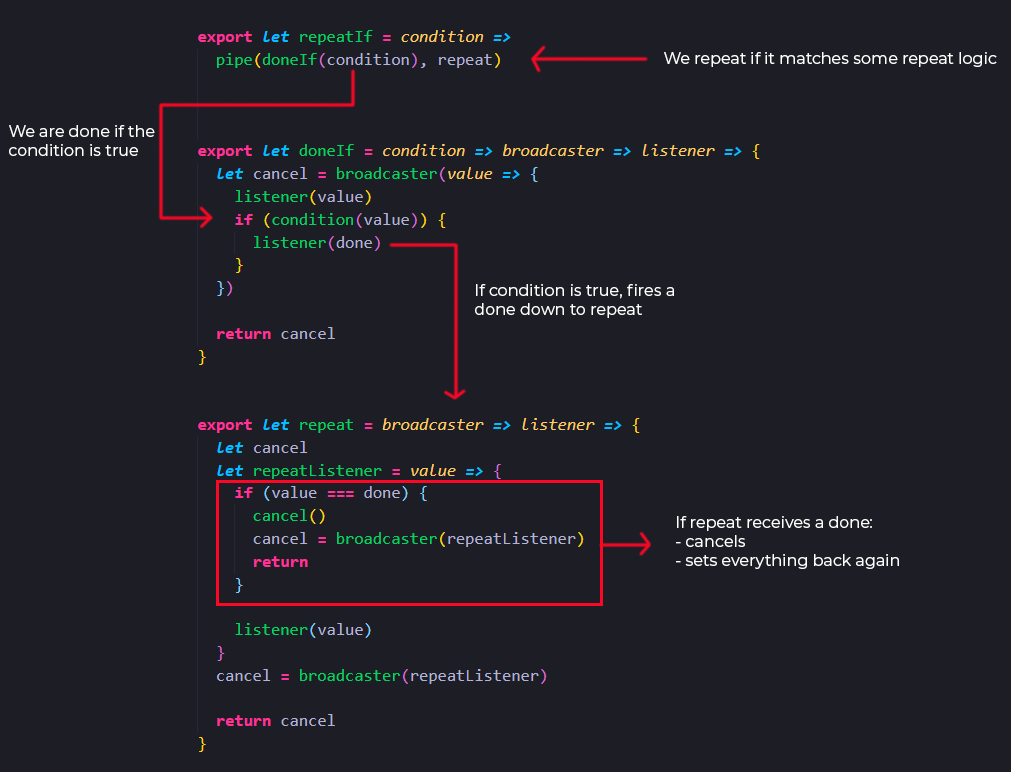 export let repeatIf = condition =>
  pipe(doneIf(condition), repeat)
We repeat if it matches some repeat logic
We are done if the
condition is true
export let doneIf = condition => broadcaster => listener => {
  let cancel = broadcaster(value => {
    listener(value)
    if (condition(value)) {
      listener(done)
    }
  })
If condition is true, fires a
done down to repeat
  return cancel
}
export let repeat = broadcaster => listener => {
  let cancel
  let repeatListener = value => {
    if (value === done) {
      cancel()
      cancel = broadcaster(repeatListener)
      return
    }
If repeat receives a done:
- cancels
- sets everything back again
    listener(value)
  }
  cancel = broadcaster(repeatListener)
  return cancel
}